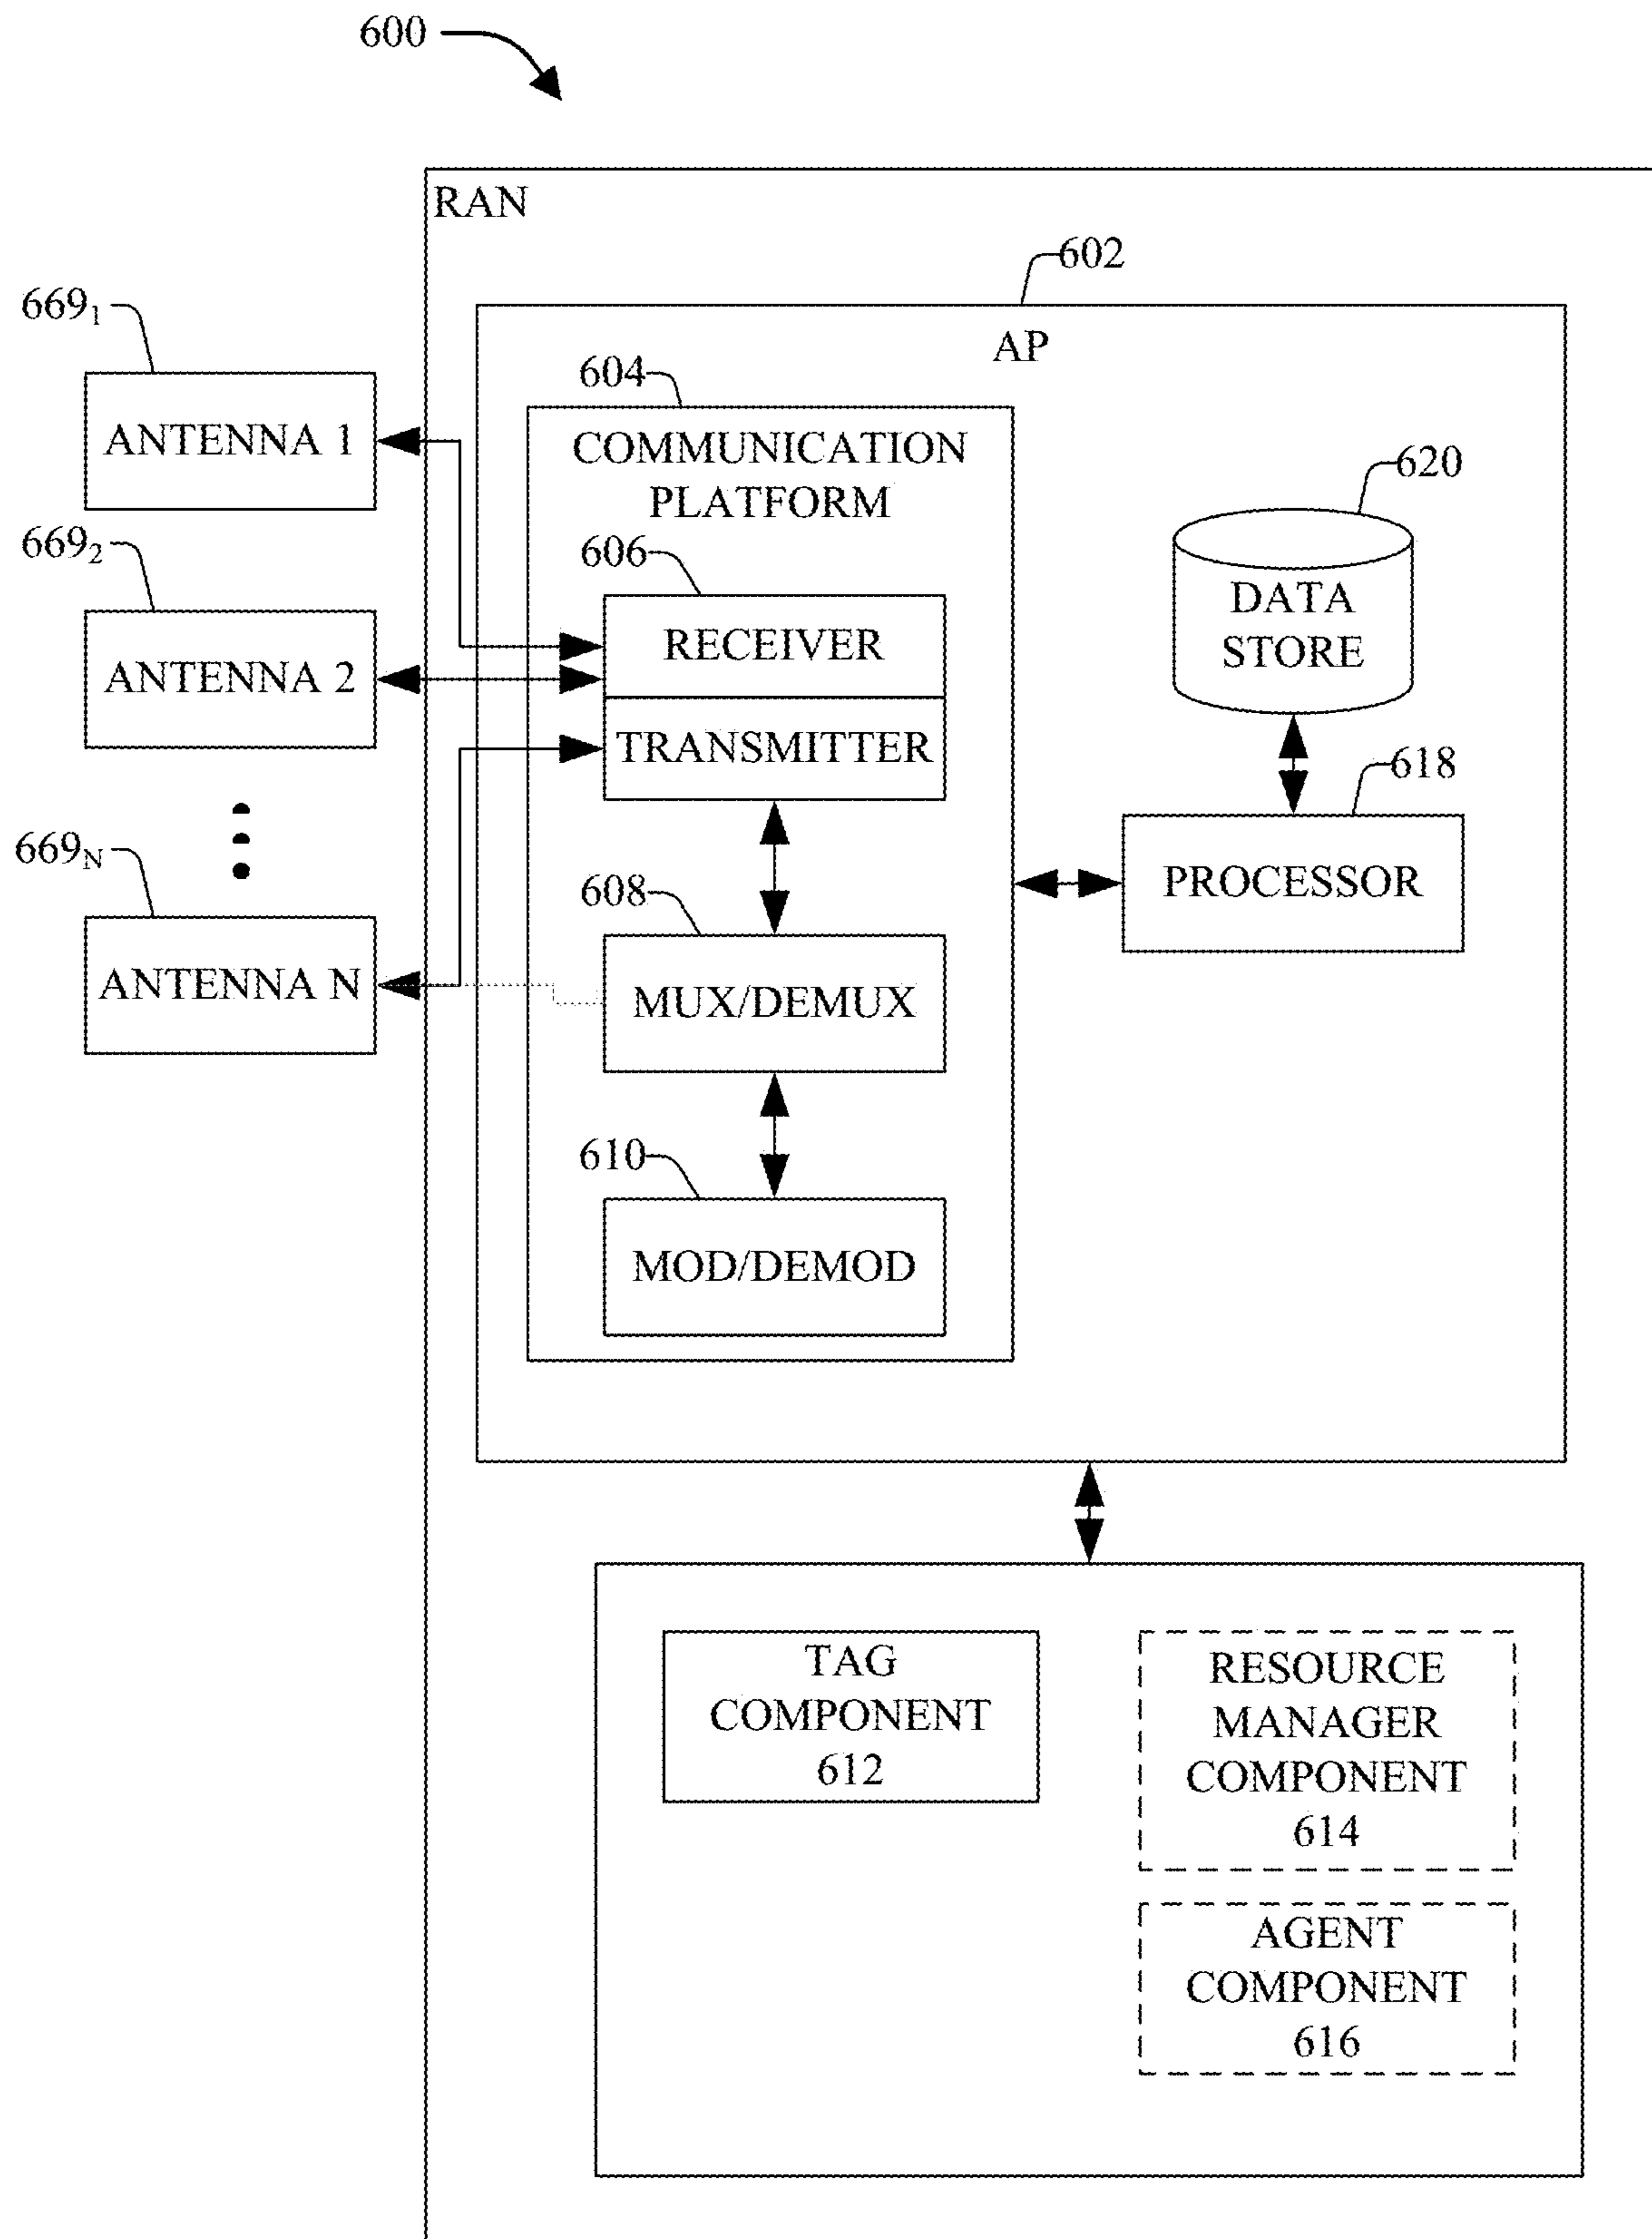 600
RAN
602
AP
669₁
ANTENNA 1
669₂
ANTENNA 2
669N
ANTENNA N
604
COMMUNICATION
PLATFORM
606
RECEIVER
TRANSMITTER
608
MUX/DEMUX
610
MOD/DEMOD
620
DATA
STORE
618
PROCESSOR
TAG
COMPONENT
612
RESOURCE
MANAGER
COMPONENT
614
AGENT
COMPONENT
616